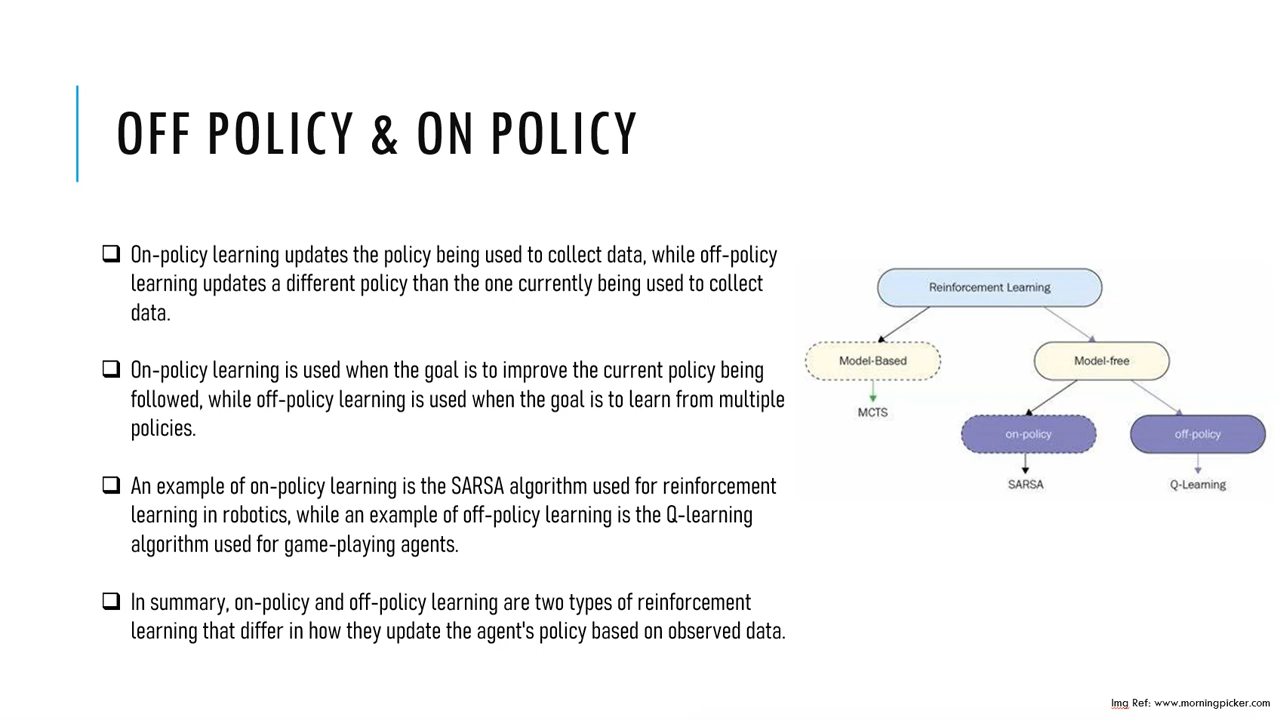 OFF POLICY & ON POLICY
On-policy learning updates the policy being used to collect data, while off-policy
learning updates a different policy than the one currently being used to collect
data.
On-policy learning is used when the goal is to improve the current policy being
followed, while off-policy learning is used when the goal is to learn from multiple
policies.
An example of on-policy learning is the SARSA algorithm used for reinforcement
learning in robotics, while an example of off-policy learning is the Q-learning
algorithm used for game-playing agents.
In summary, on-policy and off-policy learning are two types of reinforcement
learning that differ in how they update the agent's policy based on observed data.
Reinforcement Learning
Model-Based
Model-free
MCTS
on-policy
off-policy
SARSA
Q-Learning
Img Ref: www.morningpicker.com